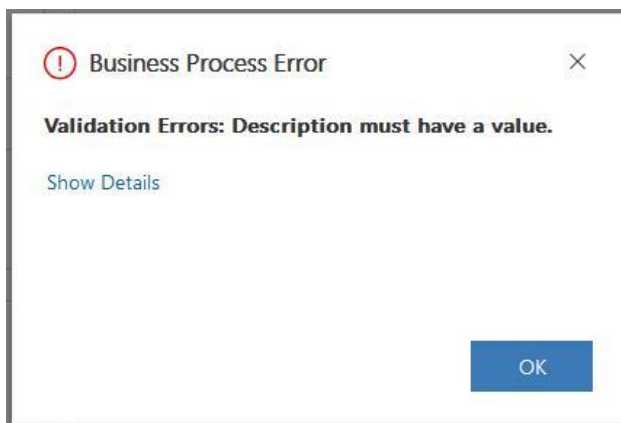 Business Process Error
Validation Errors: Description must have a value.
Show Details
OK